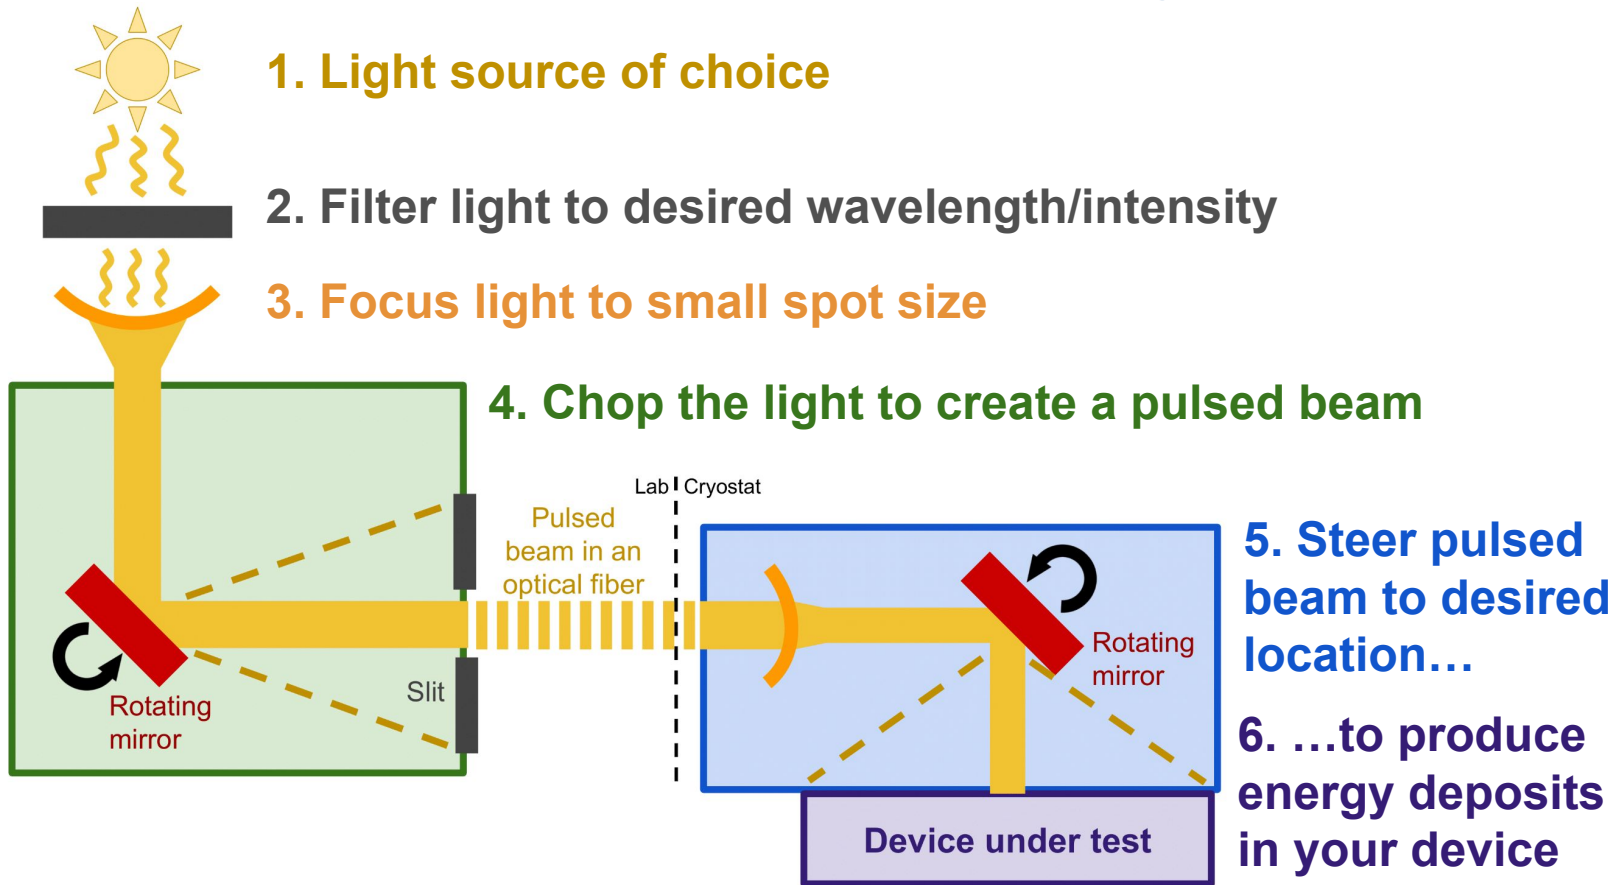 1. Light source of choice
2. Filter light to desired wavelength/intensity
3. Focus light to small spot size
4. Chop the light to create a pulsed beam
Lab Cryostat
Pulsed
beam in an
optical fiber
5. Steer pulsed
beam to desired
location…
Rotating
mirror
Slit
Rotating
mirror
6. …to produce
energy deposits
in your device
Device under test